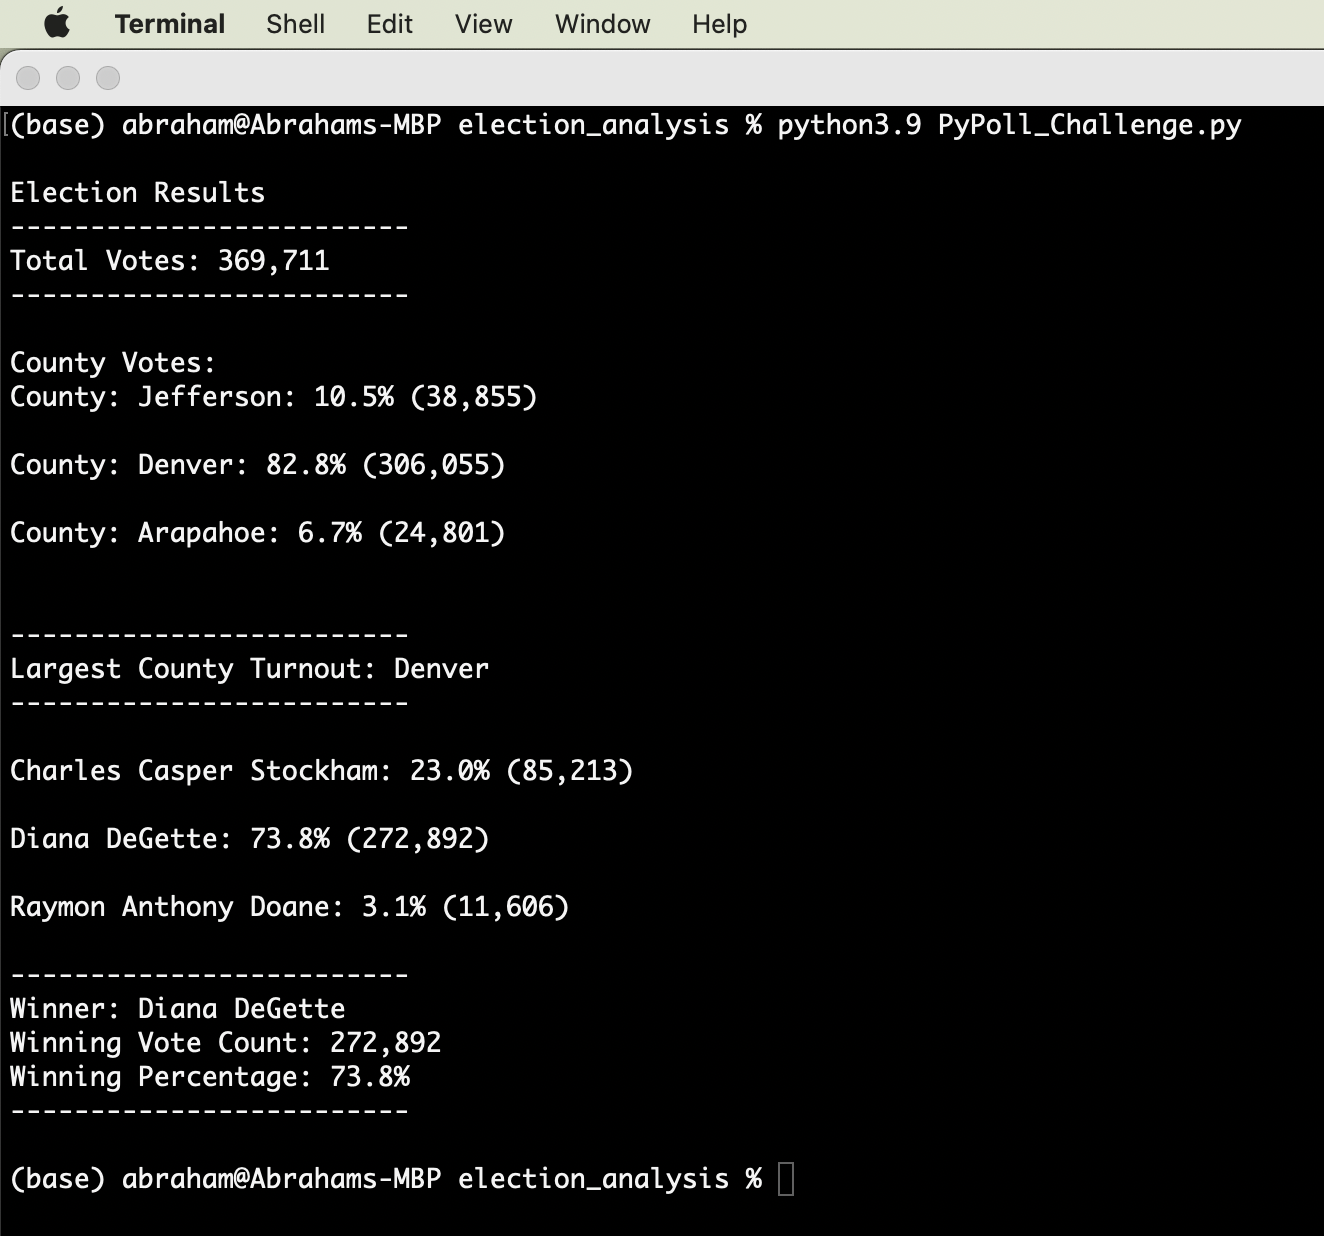 Terminal Shell Edit View Window Help
[(base) abraham@Abrahams-MBP election_analysis % python3.9 PyPoll_Challenge.py
Election Results
-------------------------
Total Votes: 369,711
-------------------------
County Votes:
County: Jefferson: 10.5% (38,855)
County: Denver: 82.8% (306,055)
County: Arapahoe: 6.7% (24,801)
-------------------------
Largest County Turnout: Denver
-------------------------
Charles Casper Stockham: 23.0% (85,213)
Diana DeGette: 73.8% (272,892)
Raymon Anthony Doane: 3.1% (11,606)
-------------------------
Winner: Diana DeGette
Winning Vote Count: 272,892
Winning Percentage: 73.8%
-------------------------
(base) abraham@Abrahams-MBP election_analysis %